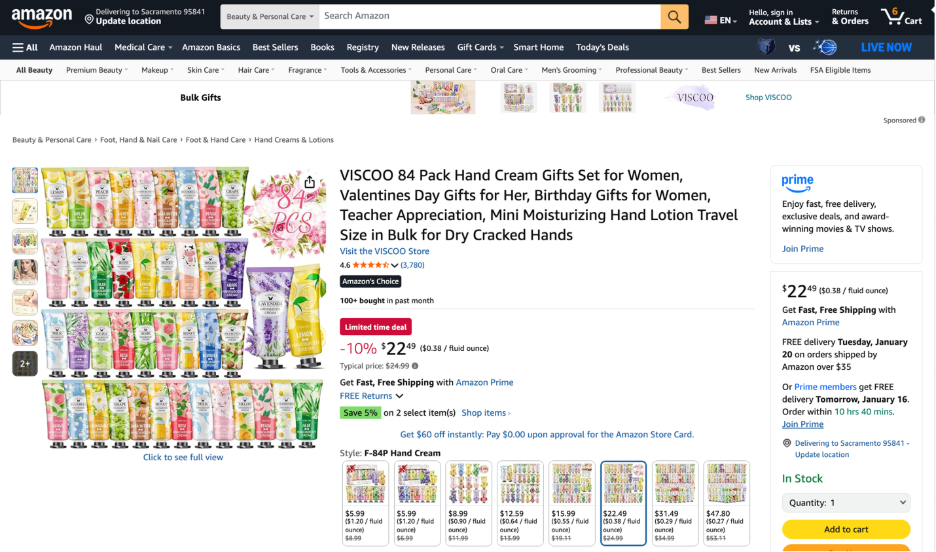 amazon
Delivering to Sacramento 95841
Update location
Beauty & Personal Care
Search Amazon
EN
Hello, sign in
Account & Lists
Returns
& Orders
6
Cart
All
Amazon Haul
Medical Care
Amazon Basics
Best Sellers
Books
Registry
New Releases
Gift Cards
Smart Home
Today's Deals
VS
LIVE NOW
All Beauty
Premium Beauty
Makeup
Skin Care
Hair Care
Fragrance
Tools & Accessories
Personal Care
Oral Care
Men's Grooming
Professional Beauty
Best Sellers
New Arrivals
FSA Eligible Items
Bulk Gifts
VISCOO
Shop VISCOO
Sponsored
Beauty & Personal Care › Foot, Hand & Nail Care › Foot & Hand Care › Hand Creams & Lotions
84
PCS
LAVENDER
2+
Click to see full view
VISCOO 84 Pack Hand Cream Gifts Set for Women,
Valentines Day Gifts for Her, Birthday Gifts for Women,
Teacher Appreciation, Mini Moisturizing Hand Lotion Travel
Size in Bulk for Dry Cracked Hands
Visit the VISCOO Store
4.6 (3,780)
Amazon's Choice
100+ bought in past month
Limited time deal
-10% $22 49 ($0.38 / fluid ounce)
Typical price: $24.99
Get Fast, Free Shipping with Amazon Prime
FREE Returns
Save 5% on 2 select item(s) Shop items ›
Get $60 off instantly: Pay $0.00 upon approval for the Amazon Store Card.
Style: F-84P Hand Cream
$5.99
($1.20 / fluid
ounce)
$8.99
$5.99
($1.20 / fluid
ounce)
$6.99
$8.99
($0.90 / fluid
ounce)
$11.99
$12.59
($0.64 / fluid
ounce)
$13.99
$15.99
($0.55 / fluid
ounce)
$19.11
$22.49
($0.38 / fluid
ounce)
$24.99
$31.49
($0.29 / fluid
ounce)
$34.99
$47.80
($0.27 / fluid
ounce)
$53.11
prime
Enjoy fast, free delivery,
exclusive deals, and award-
winning movies & TV shows.
Join Prime
$22 49 ($0.38 / fluid ounce)
Get Fast, Free Shipping with
Amazon Prime
FREE delivery Tuesday, January
20 on orders shipped by
Amazon over $35
Or Prime members get FREE
delivery Tomorrow, January 16.
Order within 10 hrs 40 mins.
Join Prime
Delivering to Sacramento 95841 -
Update location
In Stock
Quantity: 1
Add to cart